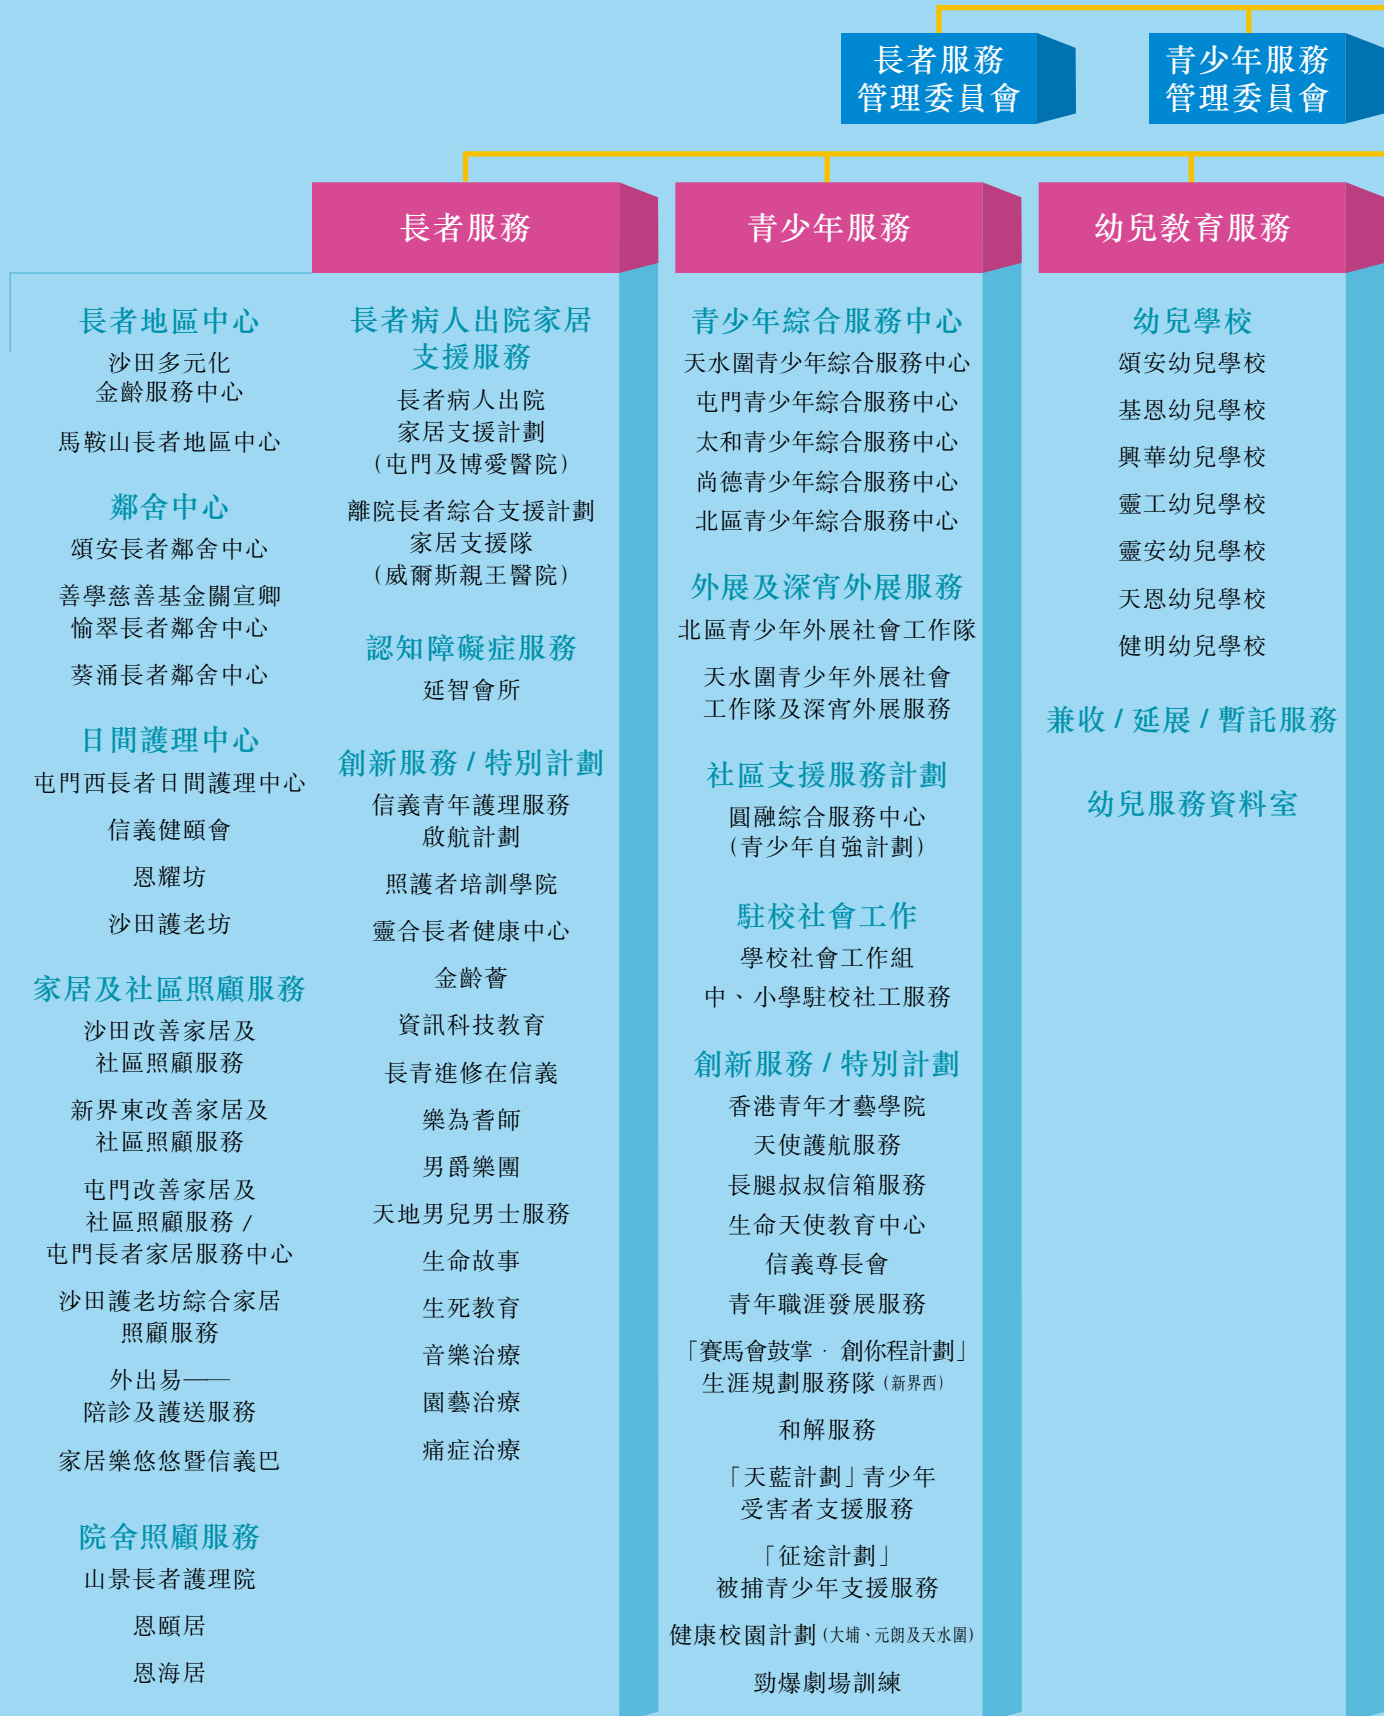 長者服務
管理委員會
青少年服務
管理委員會
長者服務
青少年服務
幼兒教育服務
長者地區中心
沙田多元化
金齡服務中心
馬鞍山長者地區中心
鄰舍中心
頌安長者鄰舍中心
善學慈善基金關宣卿
愉翠長者鄰舍中心
葵涌長者鄰舍中心
日間護理中心
屯門西長者日間護理中心
信義健頤會
恩耀坊
沙田護老坊
家居及社區照顧服務
沙田改善家居及
社區照顧服務
新界東改善家居及
社區照顧服務
屯門改善家居及
社區照顧服務 /
屯門長者家居服務中心
沙田護老坊綜合家居
照顧服務
外出易——
陪診及護送服務
家居樂悠悠暨信義巴
院舍照顧服務
山景長者護理院
恩頤居
恩海居
長者病人出院家居
支援服務
長者病人出院
家居支援計劃
(屯門及博愛醫院)
離院長者綜合支援計劃
家居支援隊
(威爾斯親王醫院)
認知障礙症服務
延智會所
創新服務 / 特別計劃
信義青年護理服務
啟航計劃
照護者培訓學院
靈合長者健康中心
金齡薈
資訊科技教育
長青進修在信義
樂為耆師
男爵樂團
天地男兒男士服務
生命故事
生死教育
音樂治療
園藝治療
痛症治療
青少年綜合服務中心
天水圍青少年綜合服務中心
屯門青少年綜合服務中心
太和青少年綜合服務中心
尚德青少年綜合服務中心
北區青少年綜合服務中心
外展及深宵外展服務
北區青少年外展社會工作隊
天水圍青少年外展社會
工作隊及深宵外展服務
社區支援服務計劃
圓融綜合服務中心
(青少年自強計劃)
駐校社會工作
學校社會工作組
中、小學駐校社工服務
創新服務 / 特別計劃
香港青年才藝學院
天使護航服務
長腿叔叔信箱服務
生命天使教育中心
信義尊長會
青年職涯發展服務
「賽馬會鼓掌‧創你程計劃」
生涯規劃服務隊 (新界西)
和解服務
「天藍計劃」青少年
受害者支援服務
「征途計劃」
被捕青少年支援服務
健康校園計劃 (大埔、元朗及天水圍)
勁爆劇場訓練
幼兒學校
頌安幼兒學校
基恩幼兒學校
興華幼兒學校
靈工幼兒學校
靈安幼兒學校
天恩幼兒學校
健明幼兒學校
兼收 / 延展 / 暫託服務
幼兒服務資料室